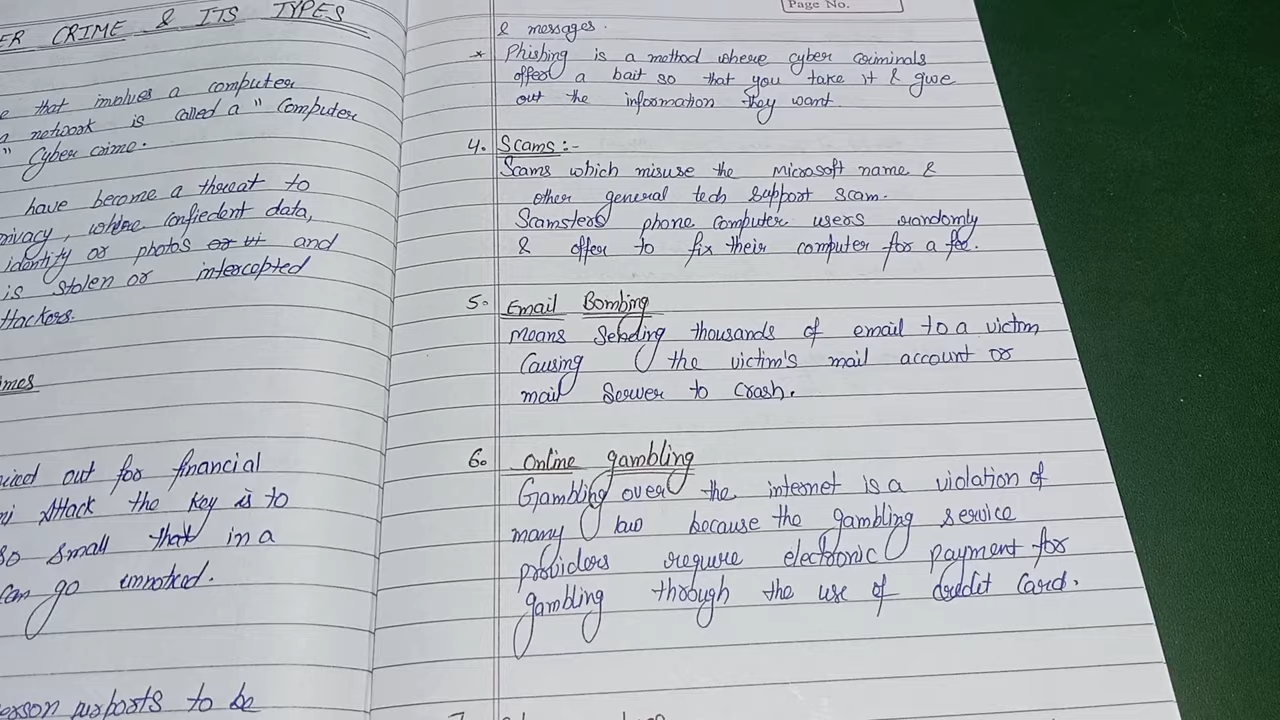 ER CRIME & ITS TYPES
e that involves a computer
a network is called a " Computer
" Cyber crime.
have become a threat to
rivacy, where confiedent data,
identity or photos and
is stolen or intercepted
Hackers.
imes
ried out for financial
Attack the key is to
so small that in a
can go unnoticed.
erson purports to be
Page No.
& messages.
* Phishing is a method where cyber criminals
offer a bait so that you take it & give
out the information they want.
4. Scams :-
Scams which misuse the Microsoft name &
other general tech support scam.
Scamsters phone computer users randomly
& offer to fix their computer for a fee.
5. Email Bombing
Means Sending thousands of email to a victim
Causing the victim's mail account or
mail Server to Crash.
6. Online gambling
Gambling over the internet is a violation of
many law because the gambling service
providers require electronic payment for
gambling through the use of credit Card.
7.